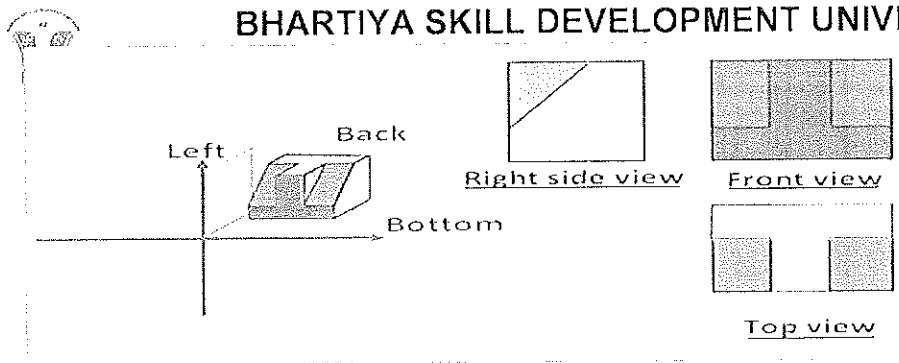 BHARTIYA SKILL DEVELOPMENT UNIV
Back
Left
Right side view
Front view
Bottom
Top view